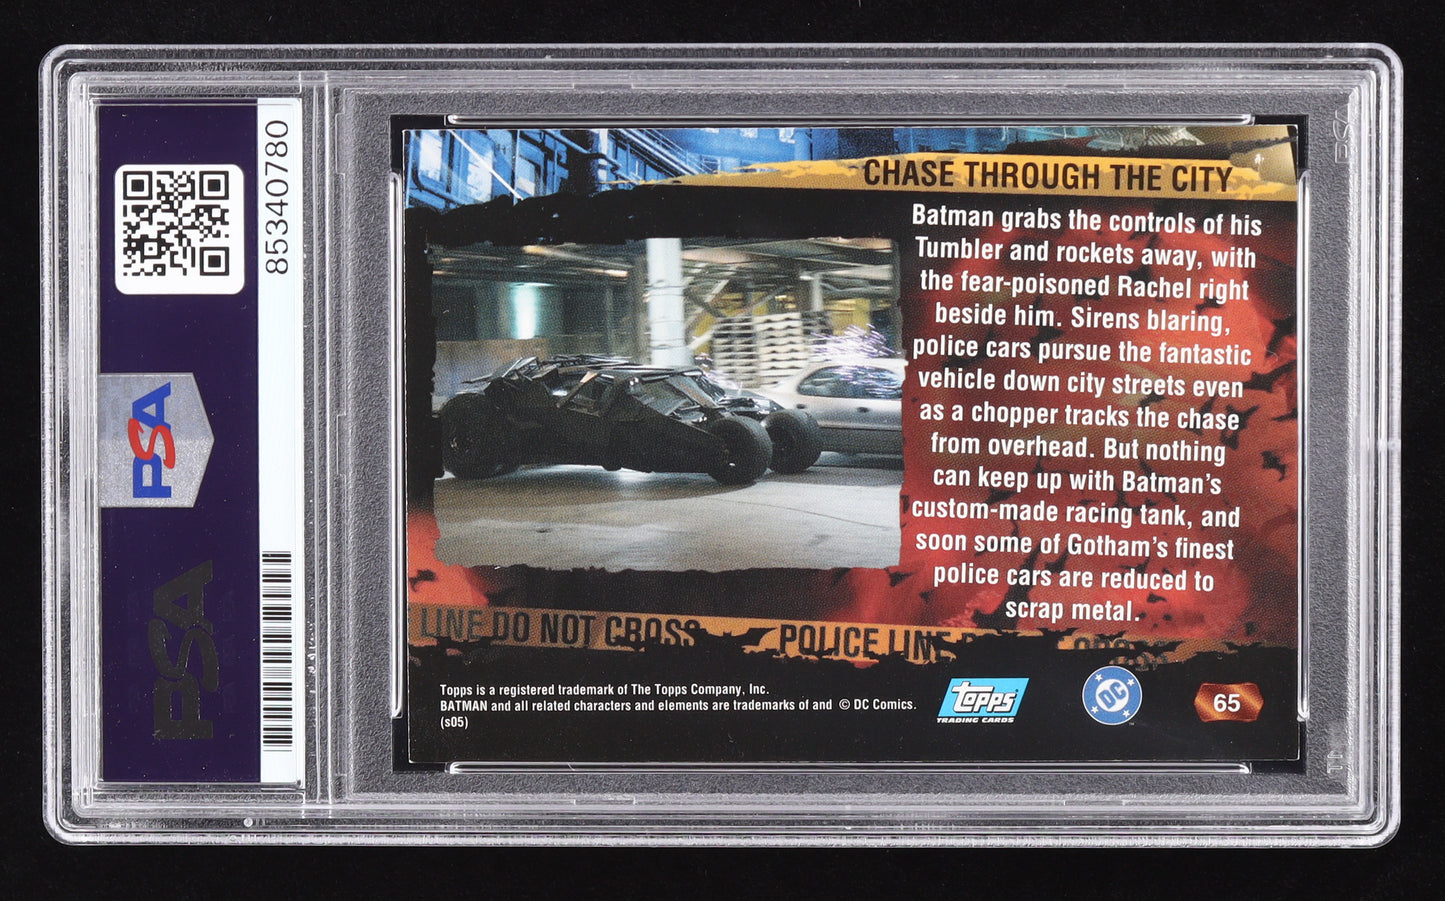 85340780
PSA
PSA
CHASE THROUGH THE CITY
Batman grabs the controls of his
Tumbler and rockets away, with
the fear-poisoned Rachel right
beside him. Sirens blaring,
police cars pursue the fantastic
vehicle down city streets even
as a chopper tracks the chase
from overhead. But nothing
can keep up with Batman's
custom-made racing tank, and
soon some of Gotham's finest
police cars are reduced to
scrap metal.
LINE DO NOT CROSS
POLICE LINE
Topps is a registered trademark of The Topps Company, Inc.
BATMAN and all related characters and elements are trademarks of and © DC Comics.
(s05)
Topps
TRADING CARDS
DC
TM
65
PSA